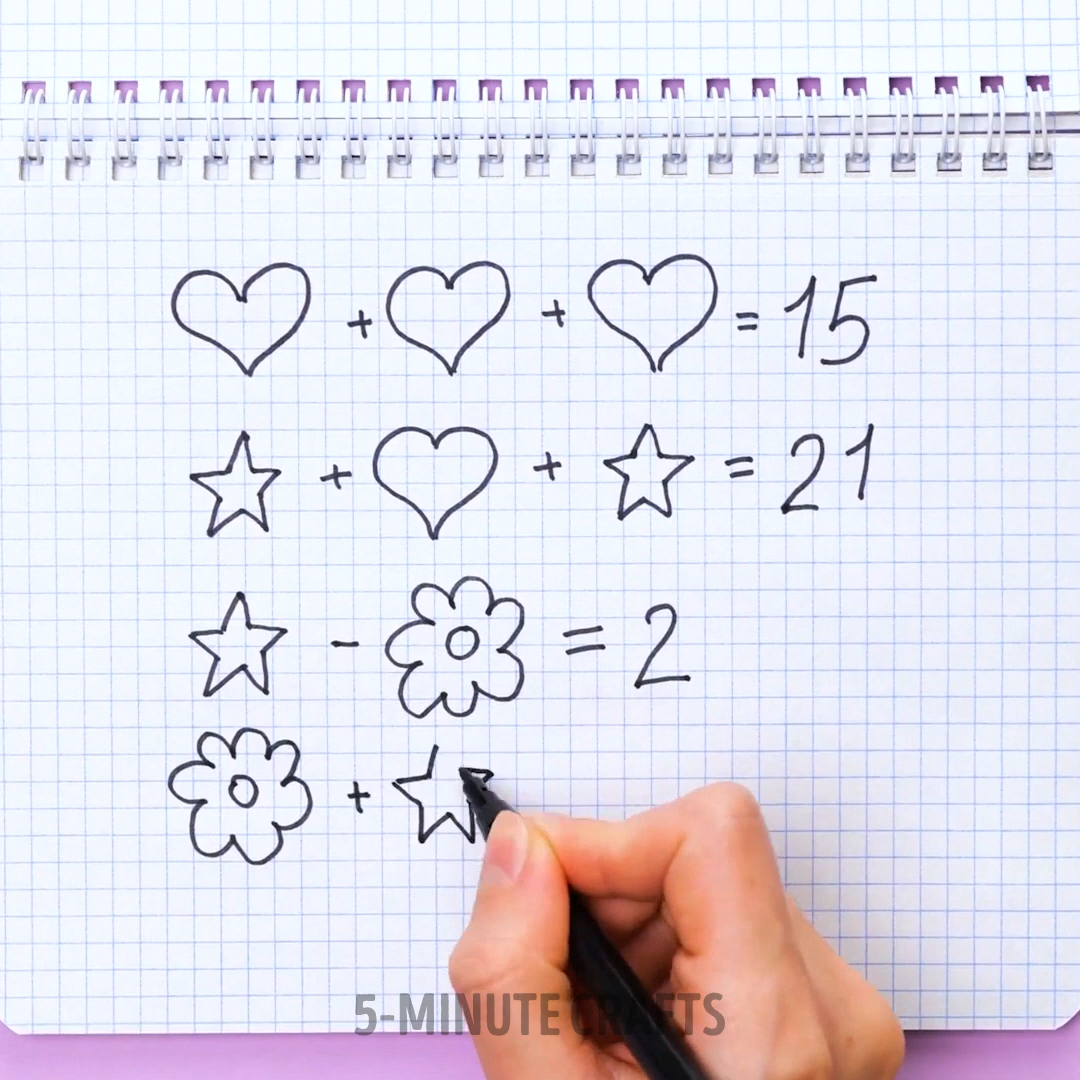 + + = 15
+ + = 21
- = 2
+
5-MINUTE CRAFTS